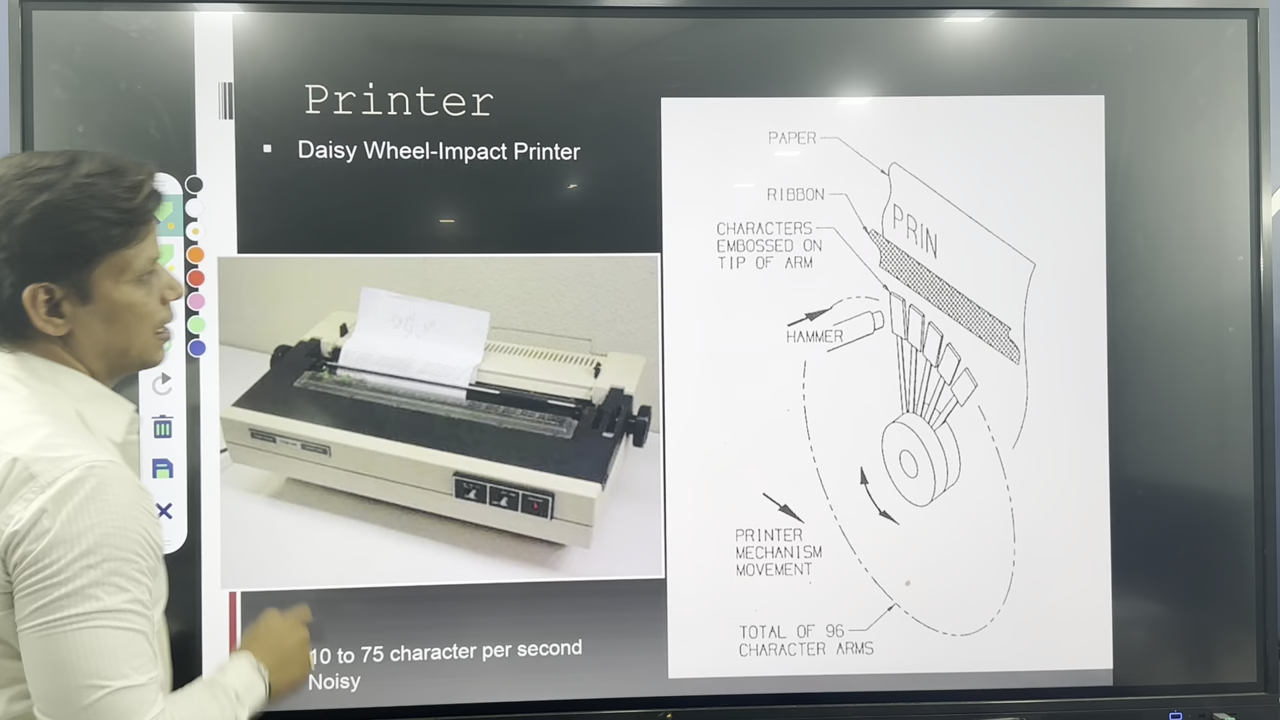 Printer
Daisy Wheel-Impact Printer
10 to 75 character per second
Noisy
PAPER
RIBBON
CHARACTERS
EMBOSSED ON
TIP OF ARM
PRIN
HAMMER
PRINTER
MECHANISM
MOVEMENT
TOTAL OF 96
CHARACTER ARMS